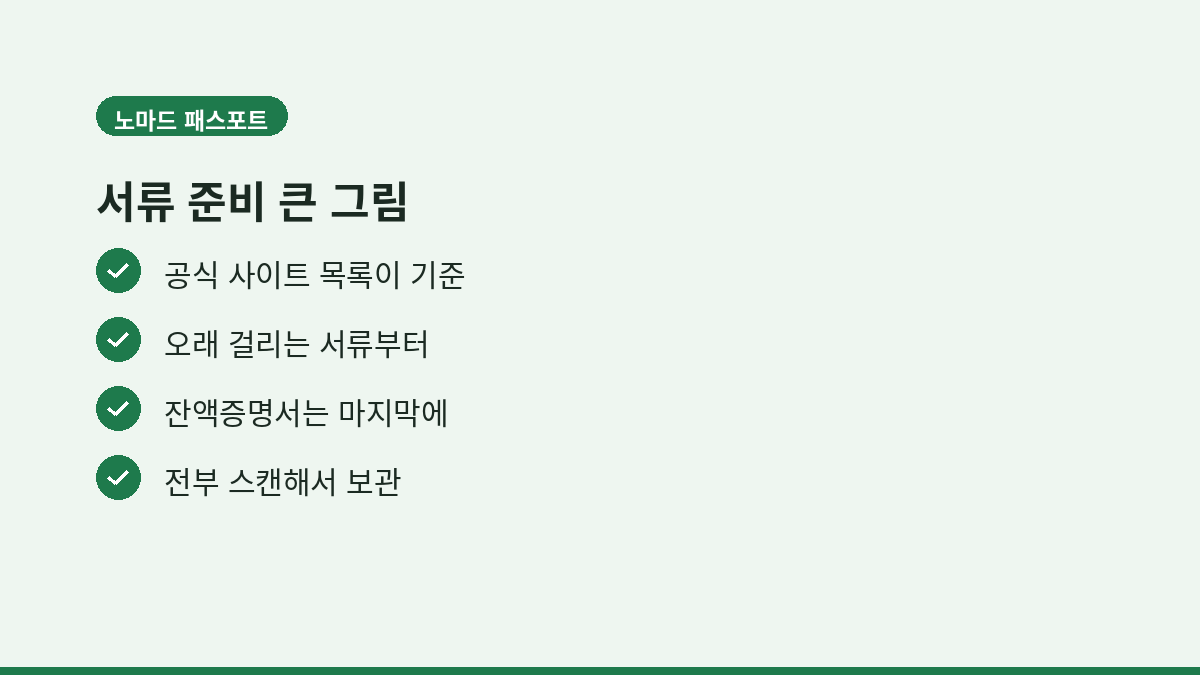 노마드 패스포트
서류 준비 큰 그림
공식 사이트 목록이 기준
오래 걸리는 서류부터
잔액증명서는 마지막에
전부 스캔해서 보관